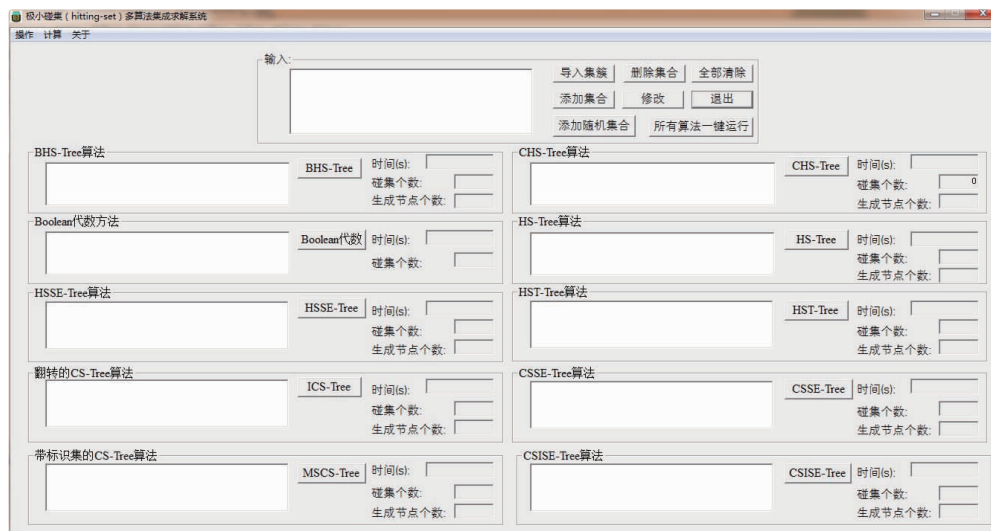 极小碰集（hitting-set）多算法集成求解系统
操作 计算 关于
输入:
导入集簇 删除集合 全部清除
添加集合 修改 退出
添加随机集合 所有算法一键运行
BHS-Tree算法
BHS-Tree
时间(s):
碰集个数:
生成节点个数:
CHS-Tree算法
CHS-Tree
时间(s):
碰集个数: 0
生成节点个数:
Boolean代数方法
Boolean代数
时间(s):
碰集个数:
HS-Tree算法
HS-Tree
时间(s):
碰集个数:
生成节点个数:
HSSE-Tree算法
HSSE-Tree
时间(s):
碰集个数:
生成节点个数:
HST-Tree算法
HST-Tree
时间(s):
碰集个数:
生成节点个数:
翻转的CS-Tree算法
ICS-Tree
时间(s):
碰集个数:
生成节点个数:
CSSE-Tree算法
CSSE-Tree
时间(s):
碰集个数:
生成节点个数:
带标识集的CS-Tree算法
MSCS-Tree
时间(s):
碰集个数:
生成节点个数:
CSISE-Tree算法
CSISE-Tree
时间(s):
碰集个数:
生成节点个数: